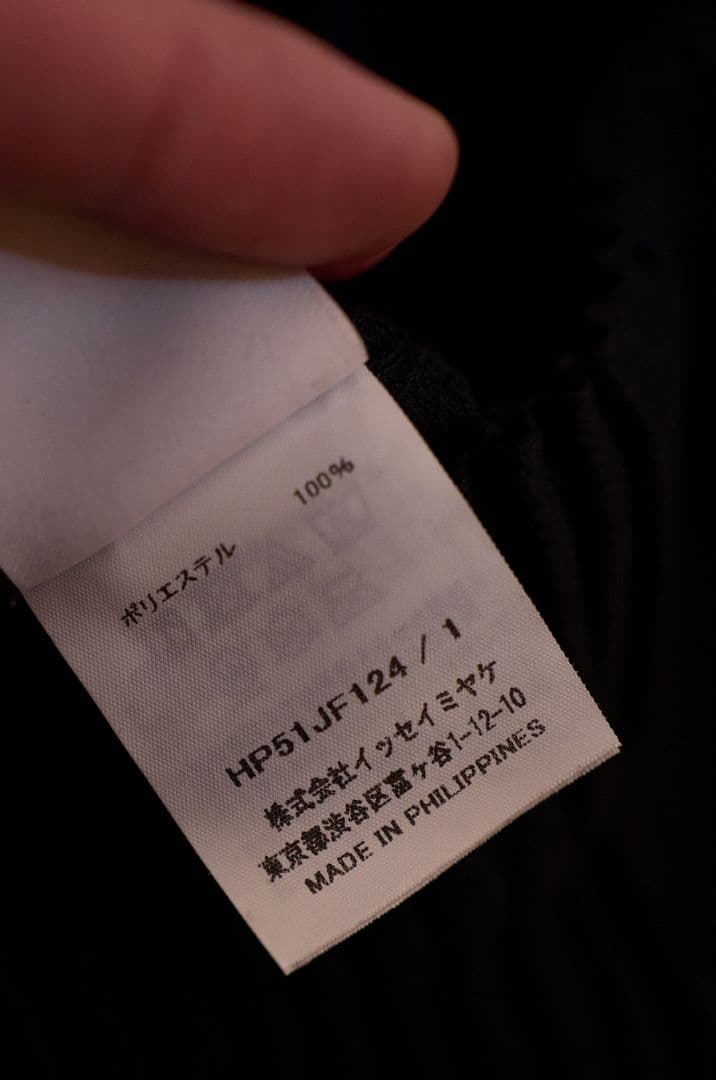 ポリエステル 100%
HP51JF124 / 1
株式会社イッセイミヤケ
東京都渋谷区富ヶ谷1-12-10
MADE IN PHILIPPINES